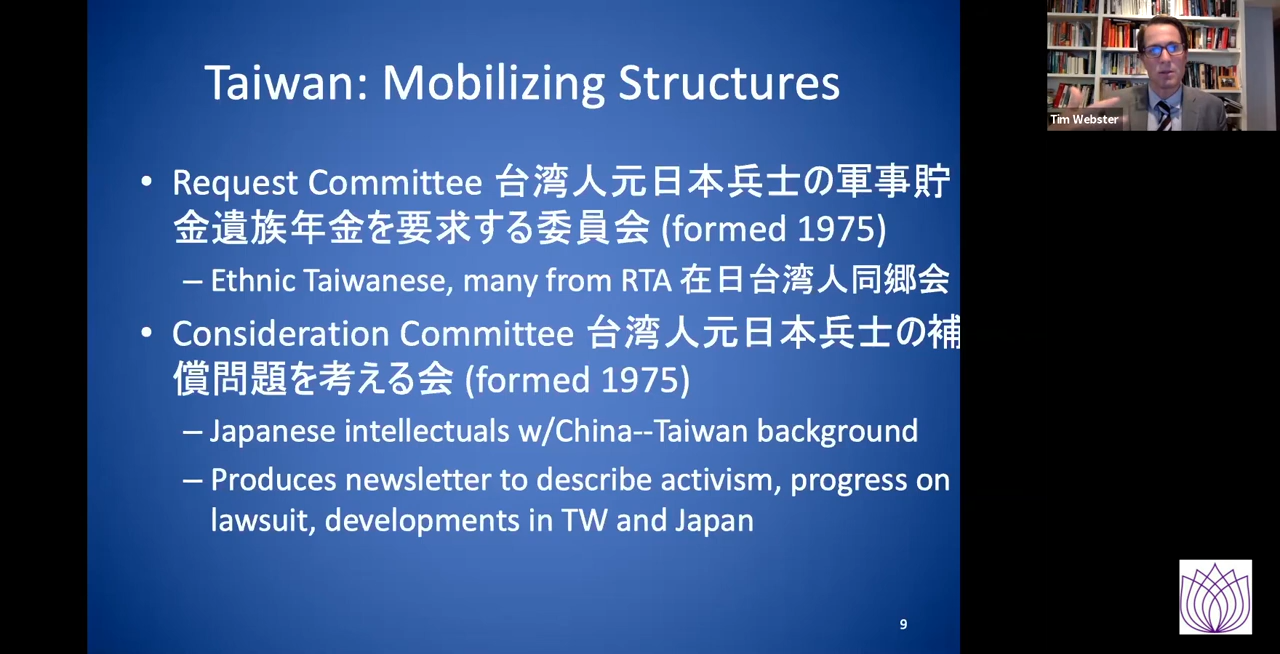 Taiwan: Mobilizing Structures
• Request Committee 台湾人元日本兵士の軍事貯
金遺族年金を要求する委員会 (formed 1975)
– Ethnic Taiwanese, many from RTA 在日台湾人同郷会
• Consideration Committee 台湾人元日本兵士の補
償問題を考える会 (formed 1975)
– Japanese intellectuals w/China--Taiwan background
– Produces newsletter to describe activism, progress on
lawsuit, developments in TW and Japan
9
Tim Webster